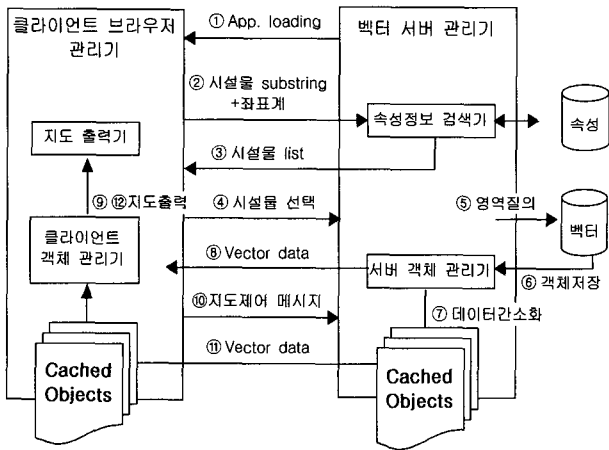 클라이언트 브라우저
관리기
① App. loading
벡터 서버 관리기
② 시설물 substring
+좌표계
지도 출력기
속성정보 검색기
속성
③ 시설물 list
⑨ ⑫지도출력
④ 시설물 선택
⑤ 영역질의
벡터
클라이언트
객체 관리기
⑧ Vector data
서버 객체 관리기
⑥ 객체저장
⑩지도제어 메시지
⑦ 데이터간소화
⑪ Vector data
Cached
Objects
Cached
Objects